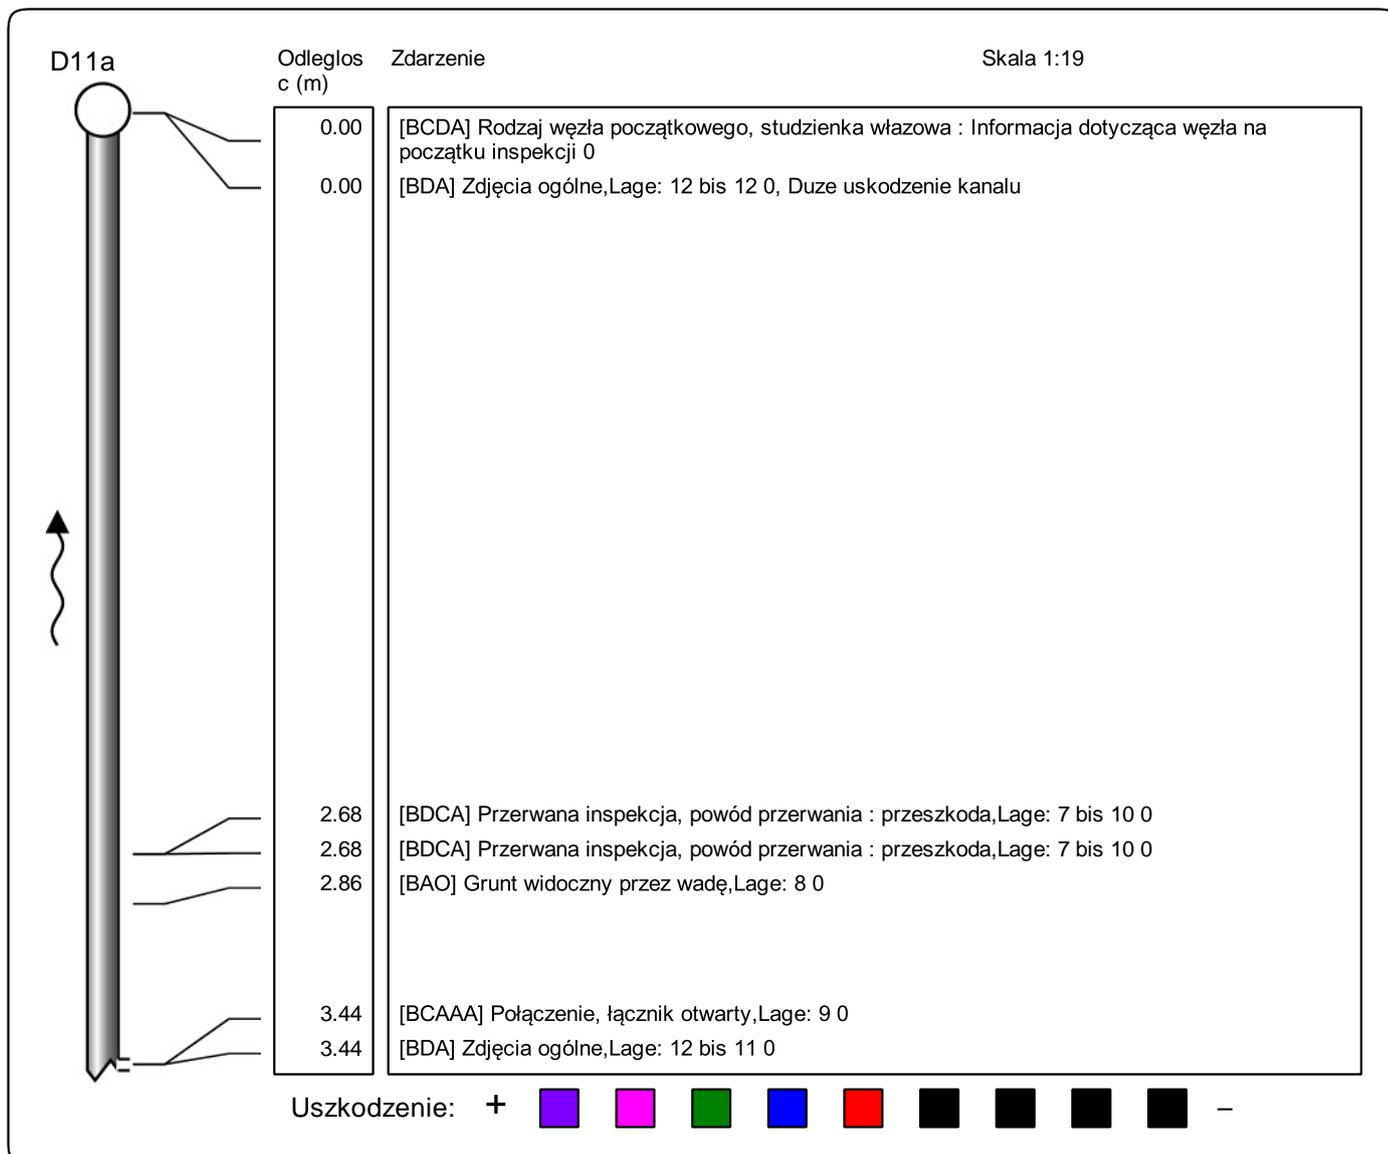 D11a
Odleglos
c (m)
Zdarzenie
Skala 1:19
0.00 [BCDA] Rodzaj węzła początkowego, studzienka włazowa : Informacja dotycząca węzła na
początku inspekcji 0
0.00 [BDA] Zdjęcia ogólne,Lage: 12 bis 12 0, Duze uskodzenie kanalu
2.68 [BDCA] Przerwana inspekcja, powód przerwania : przeszkoda,Lage: 7 bis 10 0
2.68 [BDCA] Przerwana inspekcja, powód przerwania : przeszkoda,Lage: 7 bis 10 0
2.86 [BAO] Grunt widoczny przez wadę,Lage: 8 0
3.44 [BCAAA] Połączenie, łącznik otwarty,Lage: 9 0
3.44 [BDA] Zdjęcia ogólne,Lage: 12 bis 11 0
Uszkodzenie: + –